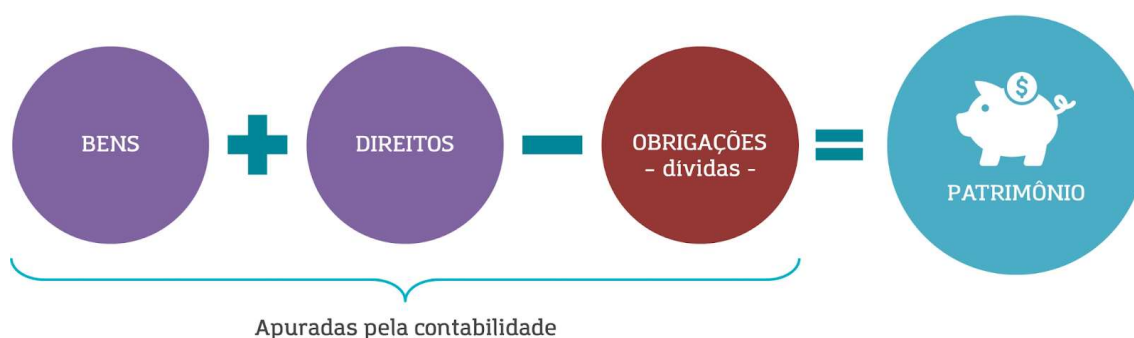 BENS
+
DIREITOS
–
OBRIGAÇÕES
– dívidas -
=
$
PATRIMÔNIO
Apuradas pela contabilidade